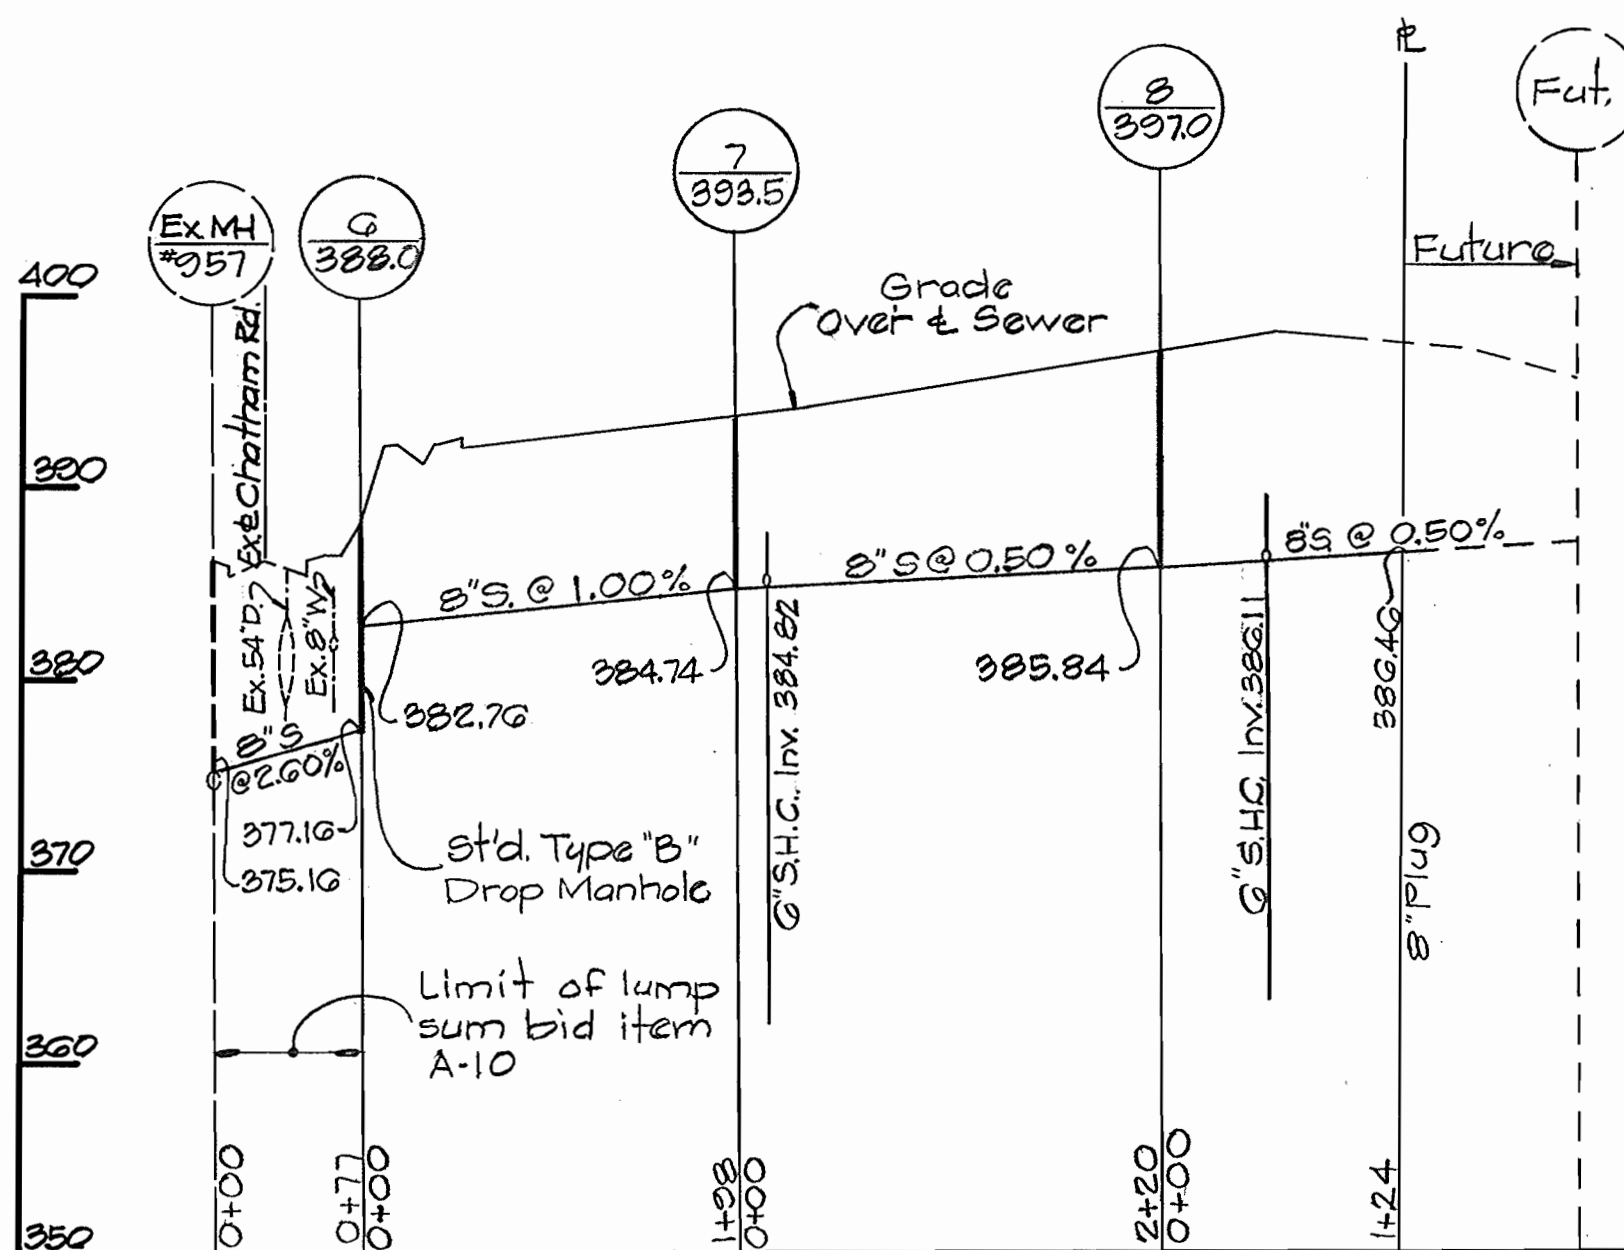 ℄
Fut.
8
397.0
7
393.5
Ex. MH
#957
6
388.0
Future
400
Grade
Over ℄ Sewer
Ex. ℄ Chatham Rd.
390
8"S. @ 1.00%
8"S @ 0.50%
8"S @ 0.50%
Ex. 54"D.
Ex. 8"W.
380
384.74
385.84
386.46
382.76
6"S.H.C. Inv. 384.82
6"S.H.C. Inv. 386.11
8"S
@2.60%
377.16
375.16
370
St'd. Type "B"
Drop Manhole
8"Plug
Limit of lump
sum bid item
A-10
360
0+00
0+77
0+00
1+98
0+00
2+20
0+00
1+24
350